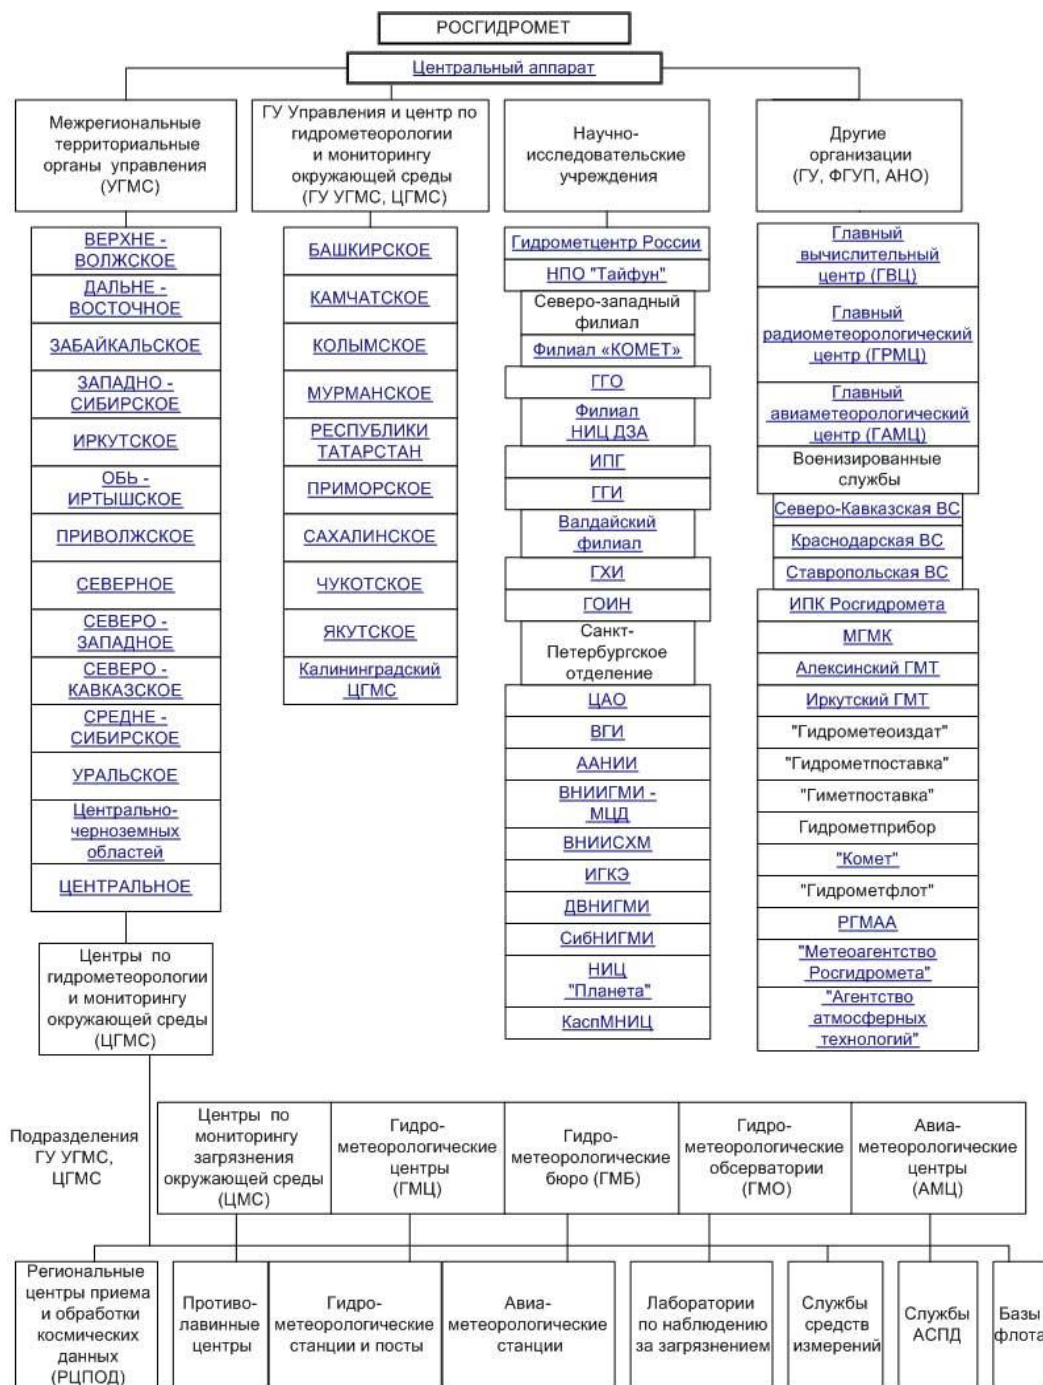 РОСГИДРОМЕТ
Центральный аппарат
Межрегиональные
территориальные
органы управления
(УГМС)
ВЕРХНЕ -
ВОЛЖСКОЕ
ДАЛЬНЕ -
ВОСТОЧНОЕ
ЗАБАЙКАЛЬСКОЕ
ЗАПАДНО -
СИБИРСКОЕ
ИРКУТСКОЕ
ОБЬ -
ИРТЫШСКОЕ
ПРИВОЛЖСКОЕ
СЕВЕРНОЕ
СЕВЕРО -
ЗАПАДНОЕ
СЕВЕРО -
КАВКАЗСКОЕ
СРЕДНЕ -
СИБИРСКОЕ
УРАЛЬСКОЕ
Центрально-
черноземных
областей
ЦЕНТРАЛЬНОЕ
Центры по
гидрометеорологии
и мониторингу
окружающей среды
(ЦГМС)
ГУ Управления и центр по
гидрометеорологии
и мониторингу
окружающей среды
(ГУ УГМС, ЦГМС)
БАШКИРСКОЕ
КАМЧАТСКОЕ
КОЛЫМСКОЕ
МУРМАНСКОЕ
РЕСПУБЛИКИ
ТАТАРСТАН
ПРИМОРСКОЕ
САХАЛИНСКОЕ
ЧУКОТСКОЕ
ЯКУТСКОЕ
Калининградский
ЦГМС
Научно-
исследовательские
учреждения
Гидрометцентр России
НПО "Тайфун"
Северо-западный
филиал
Филиал «КОМЕТ»
ГГО
Филиал
НИЦ ДЗА
ИПГ
ГГИ
Валдайский
филиал
ГХИ
ГОИН
Санкт-
Петербургское
отделение
ЦАО
ВГИ
ААНИИ
ВНИИГМИ -
МЦД
ВНИИСХМ
ИГКЭ
ДВНИГМИ
СибНИГМИ
НИЦ
"Планета"
КаспМНИЦ
Другие
организации
(ГУ, ФГУП, АНО)
Главный
вычислительный
центр (ГВЦ)
Главный
радиометеорологический
центр (ГРМЦ)
Главный
авиаметеорологический
центр (ГАМЦ)
Военизированные
службы
Северо-Кавказская ВС
Краснодарская ВС
Ставропольская ВС
ИПК Росгидромета
МГМК
Алексинский ГМТ
Иркутский ГМТ
"Гидрометеоиздат"
"Гидрометпоставка"
"Гиметпоставка"
Гидрометприбор
"Комет"
"Гидрометфлот"
РГМАА
"Метеоагентство
Росгидромета"
"Агентство
атмосферных
технологий"
Подразделения
ГУ УГМС,
ЦГМС
Центры по
мониторингу
загрязнения
окружающей среды
(ЦМС)
Гидро-
метеорологические
центры
(ГМЦ)
Гидро-
метеорологические
бюро (ГМБ)
Гидро-
метеорологические
обсерватории
(ГМО)
Авиа-
метеорологические
центры
(АМЦ)
Региональные
центры приема
и обработки
космических
данных
(РЦПОД)
Противо-
лавинные
центры
Гидро-
метеорологические
станции и посты
Авиа-
метеорологические
станции
Лаборатории
по наблюдению
за загрязнением
Службы
средств
измерений
Службы
АСПД
Базы
флота